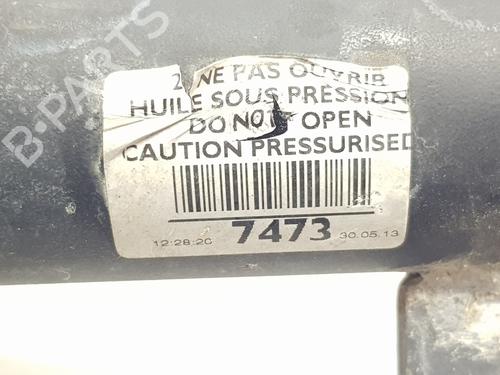 2. NE PAS OUVRIR
HUILE SOUS PRESSION
DO NOT OPEN
CAUTION PRESSURISED
12:28:20 7473 30.05.13
B-PARTS